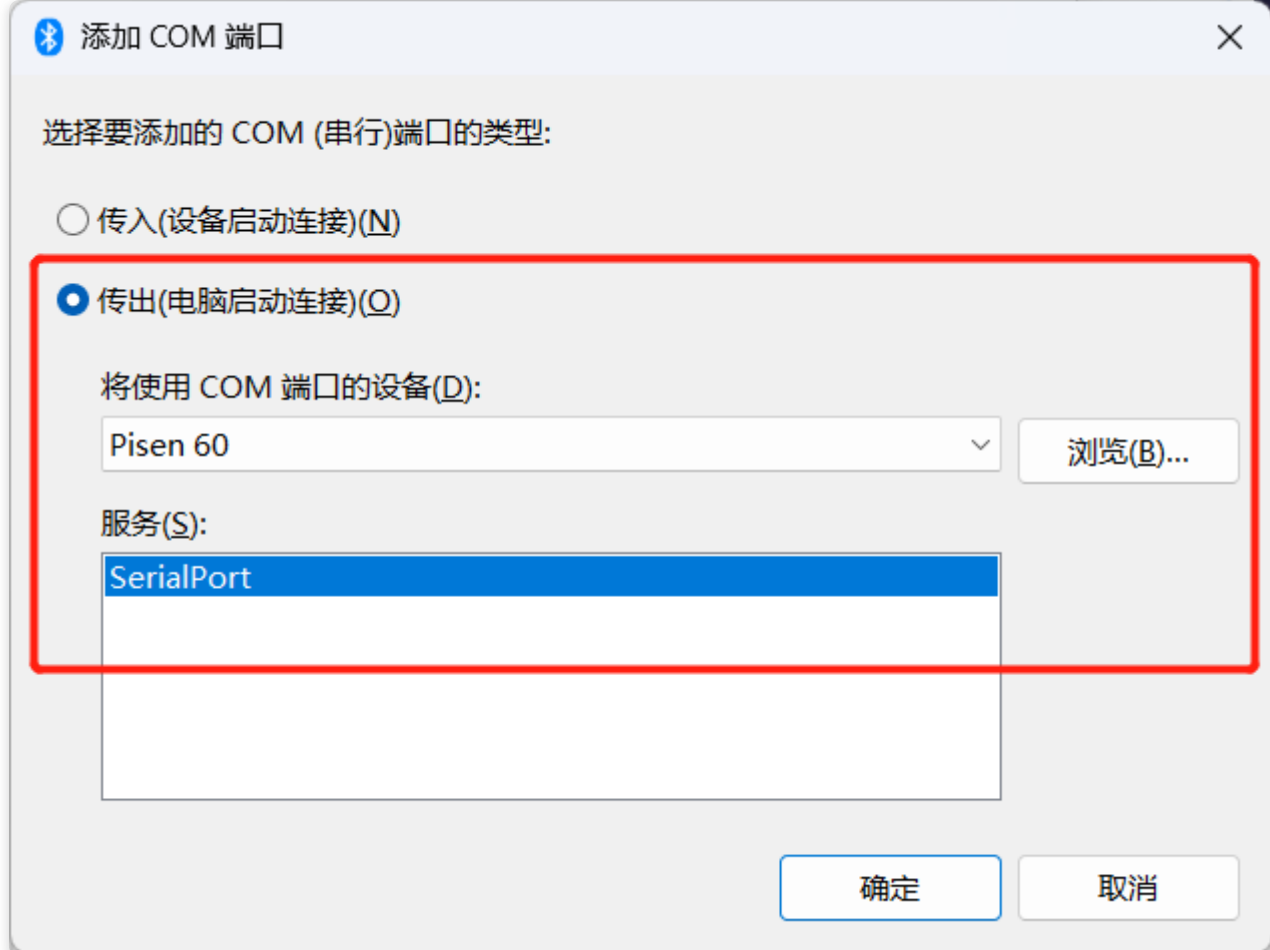 添加 COM 端口
选择要添加的 COM (串行)端口的类型:
传入(设备启动连接)(N)
传出(电脑启动连接)(O)
将使用 COM 端口的设备(D):
Pisen 60
浏览(B)...
服务(S):
SerialPort
确定
取消